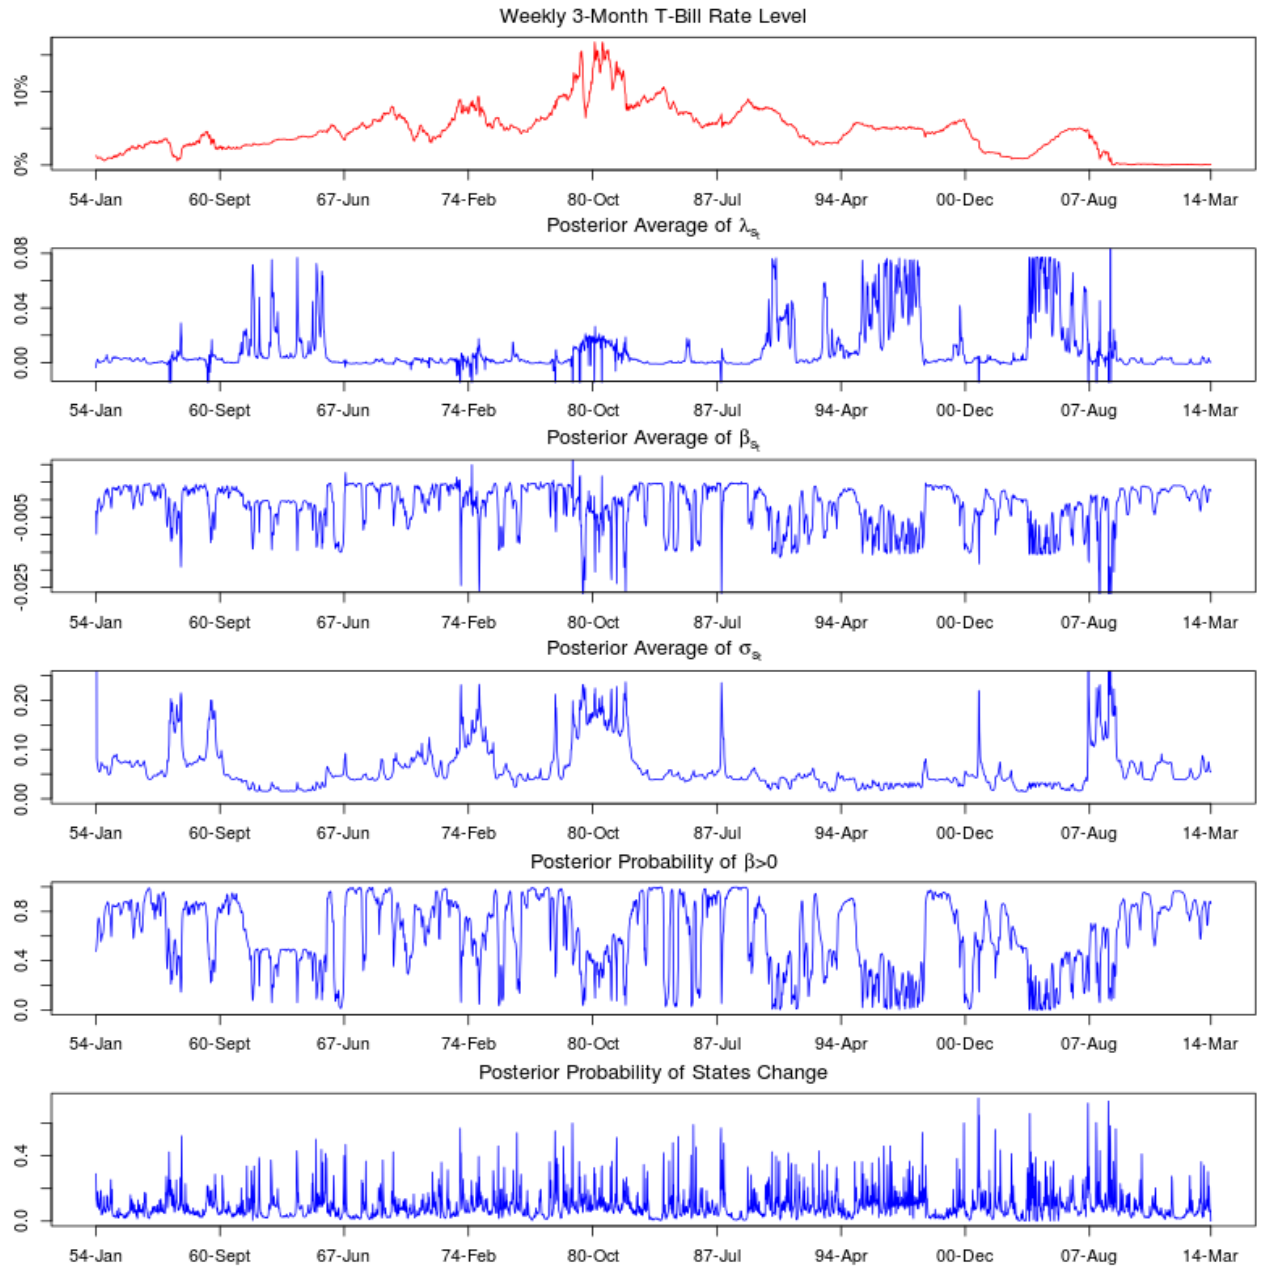 Weekly 3-Month T-Bill Rate Level
10%
0%
54-Jan 60-Sept 67-Jun 74-Feb 80-Oct 87-Jul 94-Apr 00-Dec 07-Aug 14-Mar
Posterior Average of λsₜ
0.08
0.04
0.00
54-Jan 60-Sept 67-Jun 74-Feb 80-Oct 87-Jul 94-Apr 00-Dec 07-Aug 14-Mar
Posterior Average of βsₜ
-0.005
-0.025
54-Jan 60-Sept 67-Jun 74-Feb 80-Oct 87-Jul 94-Apr 00-Dec 07-Aug 14-Mar
Posterior Average of σsₜ
0.20
0.10
0.00
54-Jan 60-Sept 67-Jun 74-Feb 80-Oct 87-Jul 94-Apr 00-Dec 07-Aug 14-Mar
Posterior Probability of β>0
0.8
0.4
0.0
54-Jan 60-Sept 67-Jun 74-Feb 80-Oct 87-Jul 94-Apr 00-Dec 07-Aug 14-Mar
Posterior Probability of States Change
0.4
0.0
54-Jan 60-Sept 67-Jun 74-Feb 80-Oct 87-Jul 94-Apr 00-Dec 07-Aug 14-Mar